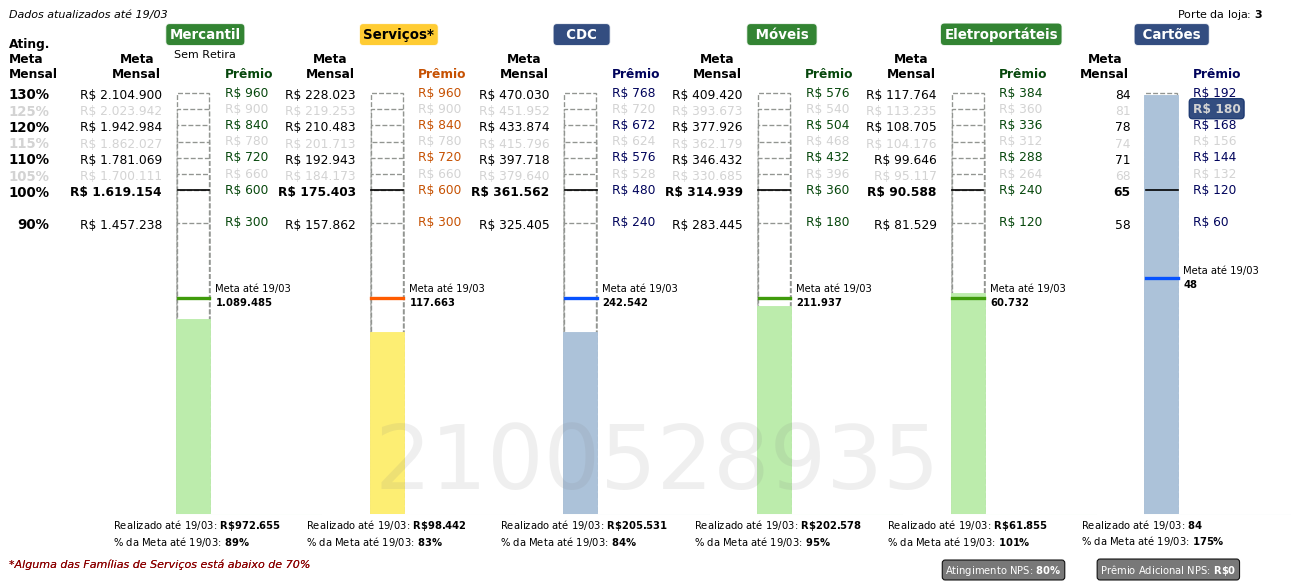 Dados atualizados até 19/03
Porte da loja: 3
Mercantil Serviços* CDC Móveis Eletroportáteis Cartões
Sem Retira
Ating. Meta Mensal
Meta Mensal Prêmio Meta Mensal Prêmio Meta Mensal Prêmio Meta Mensal Prêmio Meta Mensal Prêmio Meta Mensal Prêmio
130% R$ 2.104.900 R$ 960 R$ 228.023 R$ 960 R$ 470.030 R$ 768 R$ 409.420 R$ 576 R$ 117.764 R$ 384 84 R$ 192
125% R$ 2.023.942 R$ 900 R$ 219.253 R$ 900 R$ 451.952 R$ 720 R$ 393.673 R$ 540 R$ 113.235 R$ 360 81 R$ 180
120% R$ 1.942.984 R$ 840 R$ 210.483 R$ 840 R$ 433.874 R$ 672 R$ 377.926 R$ 504 R$ 108.705 R$ 336 78 R$ 168
115% R$ 1.862.027 R$ 780 R$ 201.713 R$ 780 R$ 415.796 R$ 624 R$ 362.179 R$ 468 R$ 104.176 R$ 312 74 R$ 156
110% R$ 1.781.069 R$ 720 R$ 192.943 R$ 720 R$ 397.718 R$ 576 R$ 346.432 R$ 432 R$ 99.646 R$ 288 71 R$ 144
105% R$ 1.700.111 R$ 660 R$ 184.173 R$ 660 R$ 379.640 R$ 528 R$ 330.685 R$ 396 R$ 95.117 R$ 264 68 R$ 132
100% R$ 1.619.154 R$ 600 R$ 175.403 R$ 600 R$ 361.562 R$ 480 R$ 314.939 R$ 360 R$ 90.588 R$ 240 65 R$ 120
90% R$ 1.457.238 R$ 300 R$ 157.862 R$ 300 R$ 325.405 R$ 240 R$ 283.445 R$ 180 R$ 81.529 R$ 120 58 R$ 60
Meta até 19/03 Meta até 19/03 Meta até 19/03 Meta até 19/03 Meta até 19/03 Meta até 19/03
1.089.485 117.663 242.542 211.937 60.732 48
2100528935
Realizado até 19/03: R$972.655 Realizado até 19/03: R$98.442 Realizado até 19/03: R$205.531 Realizado até 19/03: R$202.578 Realizado até 19/03: R$61.855 Realizado até 19/03: 84
% da Meta até 19/03: 89% % da Meta até 19/03: 83% % da Meta até 19/03: 84% % da Meta até 19/03: 95% % da Meta até 19/03: 101% % da Meta até 19/03: 175%
*Alguma das Famílias de Serviços está abaixo de 70%
Atingimento NPS: 80% Prêmio Adicional NPS: R$0